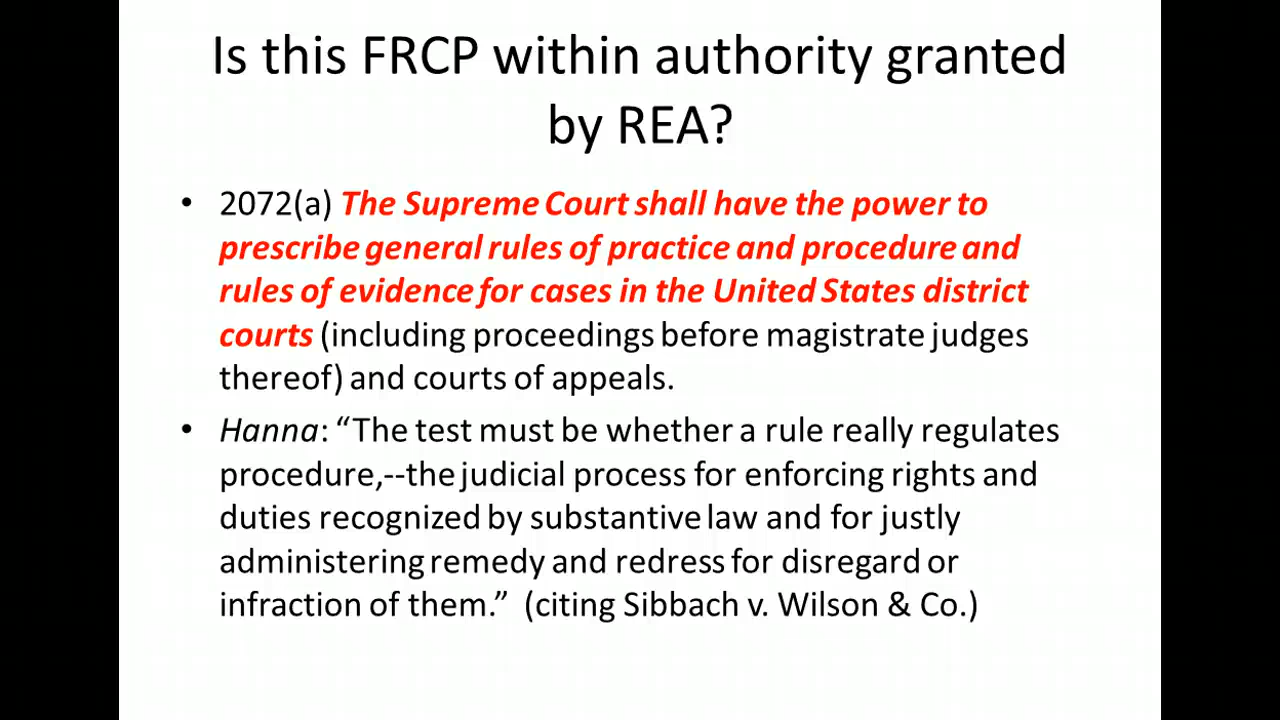 Is this FRCP within authority granted
by REA?
• 2072(a) The Supreme Court shall have the power to
prescribe general rules of practice and procedure and
rules of evidence for cases in the United States district
courts (including proceedings before magistrate judges
thereof) and courts of appeals.
• Hanna: “The test must be whether a rule really regulates
procedure,--the judicial process for enforcing rights and
duties recognized by substantive law and for justly
administering remedy and redress for disregard or
infraction of them.” (citing Sibbach v. Wilson & Co.)